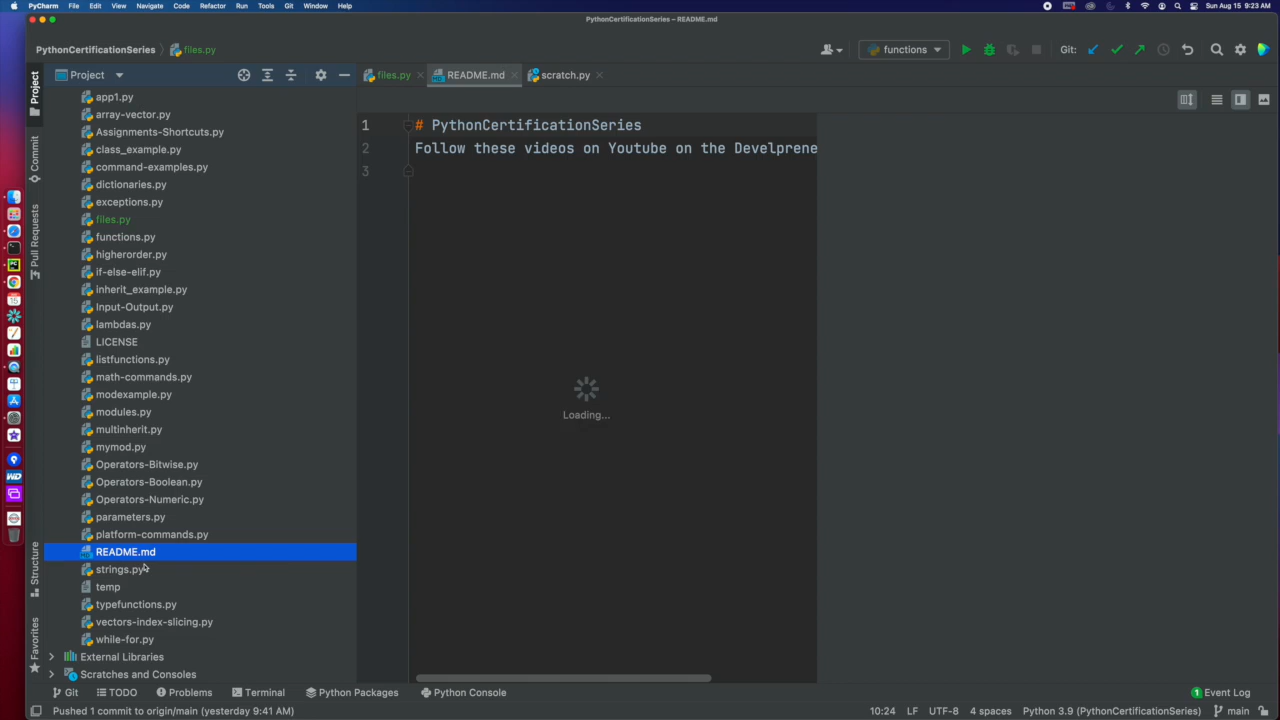 PyCharm File Edit View Navigate Code Refactor Run Tools Git Window Help Sun Aug 15 9:23 AM
PythonCertificationSeries – README.md
PythonCertificationSeries files.py functions Git:
Project files.py README.md scratch.py
Project
Commit
Pull Requests
Structure
Favorites
app1.py
array-vector.py
Assignments-Shortcuts.py
class_example.py
command-examples.py
dictionaries.py
exceptions.py
files.py
functions.py
higherorder.py
if-else-elif.py
inherit_example.py
Input-Output.py
lambdas.py
LICENSE
listfunctions.py
math-commands.py
modexample.py
modules.py
multinherit.py
mymod.py
Operators-Bitwise.py
Operators-Boolean.py
Operators-Numeric.py
parameters.py
platform-commands.py
README.md
strings.py
temp
typefunctions.py
vectors-index-slicing.py
while-for.py
External Libraries
Scratches and Consoles
1 # PythonCertificationSeries
2 Follow these videos on Youtube on the Develprene
3
Loading...
Git TODO Problems Terminal Python Packages Python Console 1 Event Log
Pushed 1 commit to origin/main (yesterday 9:41 AM) 10:24 LF UTF-8 4 spaces Python 3.9 (PythonCertificationSeries) main